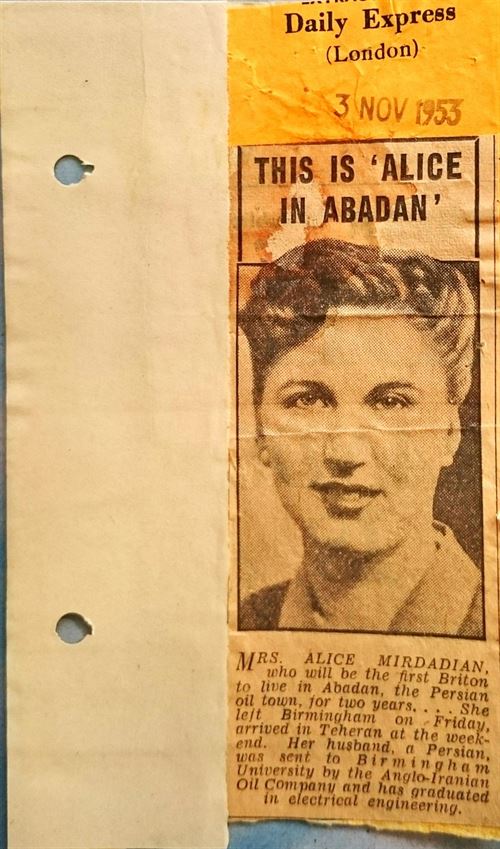 Daily Express
(London)
3 NOV 1953
THIS IS 'ALICE
IN ABADAN'
MRS. ALICE MIRDADIAN,
who will be the first Briton
to live in Abadan, the Persian
oil town, for two years. . . . She
left Birmingham on Friday,
arrived in Teheran at the week-
end. Her husband, a Persian,
was sent to Birmingham
University by the Anglo-Iranian
Oil Company and has graduated
in electrical engineering.